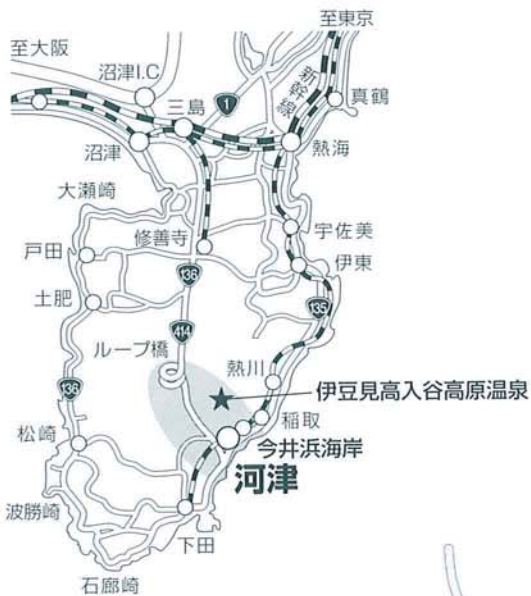 至東京
至大阪
沼津I.C
新幹線
真鶴
三島
1
沼津
熱海
大瀬崎
宇佐美
戸田
修善寺
伊東
136
土肥
135
414
ループ橋
熱川
136
伊豆見高入谷高原温泉
稲取
松崎
今井浜海岸
河津
波勝崎
下田
石廊崎